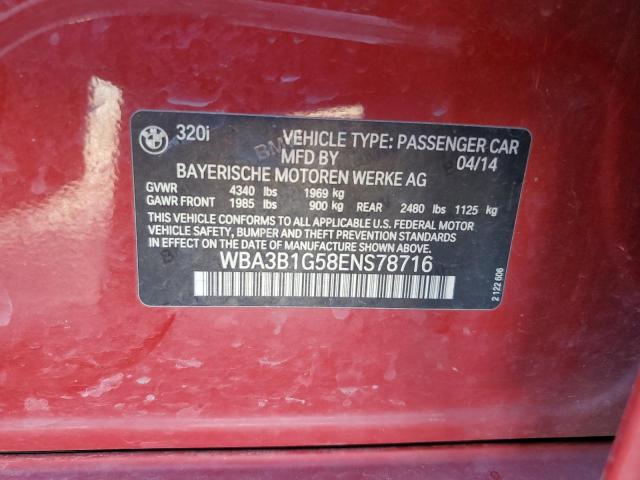 BMW 320i VEHICLE TYPE: PASSENGER CAR
MFD BY 04/14
BAYERISCHE MOTOREN WERKE AG
GVWR 4340 lbs 1969 kg
GAWR FRONT 1985 lbs 900 kg REAR 2480 lbs 1125 kg
THIS VEHICLE CONFORMS TO ALL APPLICABLE U.S. FEDERAL MOTOR
VEHICLE SAFETY, BUMPER AND THEFT PREVENTION STANDARDS
IN EFFECT ON THE DATE OF MANUFACTURE SHOWN ABOVE.
WBA3B1G58ENS78716
2 122 606